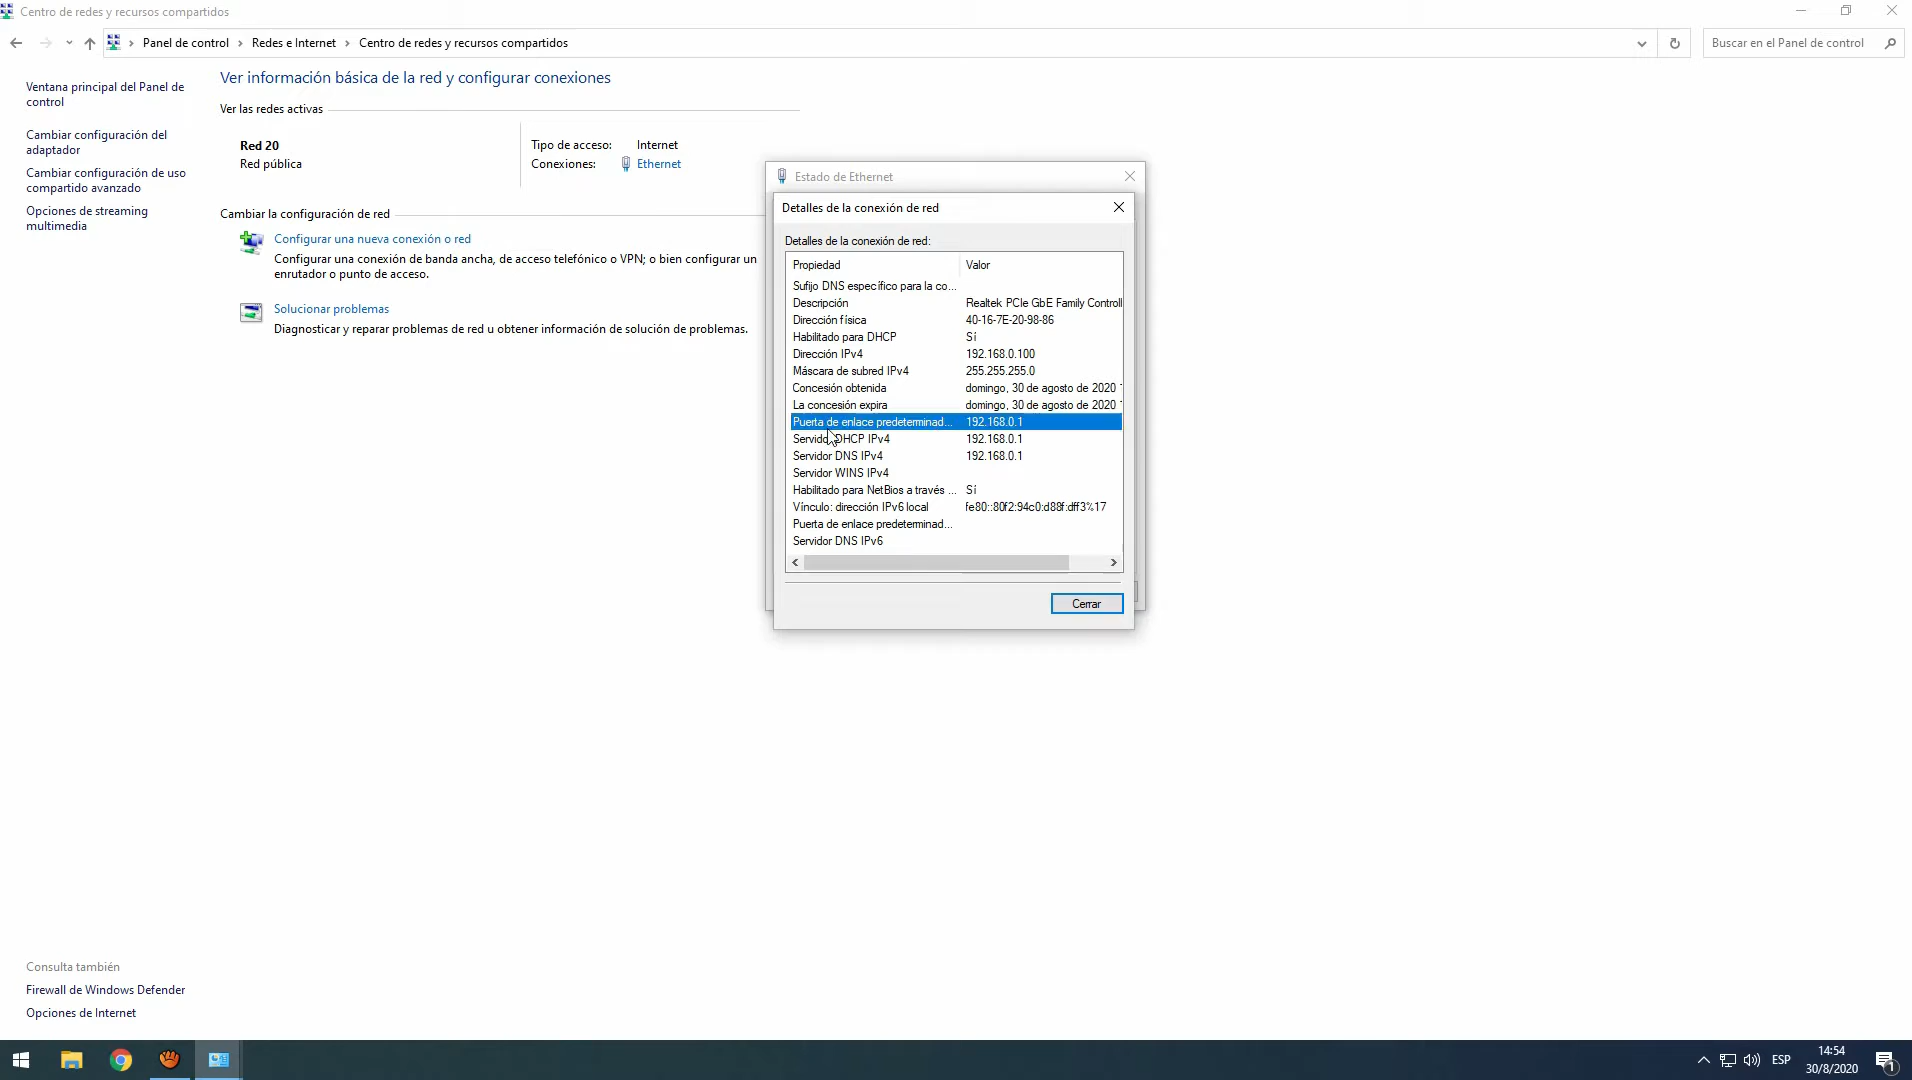 Centro de redes y recursos compartidos
Panel de control
Redes e Internet
Centro de redes y recursos compartidos
Buscar en el Panel de control
Ventana principal del Panel de
control
Cambiar configuración del
adaptador
Cambiar configuración de uso
compartido avanzado
Opciones de streaming
multimedia
Ver información básica de la red y configurar conexiones
Ver las redes activas
Red 20
Red pública
Tipo de acceso: Internet
Conexiones: Ethernet
Cambiar la configuración de red
Configurar una nueva conexión o red
Configurar una conexión de banda ancha, de acceso telefónico o VPN; o bien configurar un
enrutador o punto de acceso.
Solucionar problemas
Diagnosticar y reparar problemas de red u obtener información de solución de problemas.
Estado de Ethernet
Detalles de la conexión de red
Detalles de la conexión de red:
Propiedad Valor
Sufijo DNS específico para la co...
Descripción Realtek PCIe GbE Family Controll
Dirección física 40-16-7E-20-98-86
Habilitado para DHCP Sí
Dirección IPv4 192.168.0.100
Máscara de subred IPv4 255.255.255.0
Concesión obtenida domingo, 30 de agosto de 2020
La concesión expira domingo, 30 de agosto de 2020
Puerta de enlace predeterminad... 192.168.0.1
Servidor DHCP IPv4 192.168.0.1
Servidor DNS IPv4 192.168.0.1
Servidor WINS IPv4
Habilitado para NetBios a través ... Sí
Vínculo: dirección IPv6 local fe80::80f2:94c0:d88f:dff3%17
Puerta de enlace predeterminad...
Servidor DNS IPv6
Cerrar
Consulta también
Firewall de Windows Defender
Opciones de Internet
ESP
14:54
30/8/2020
1